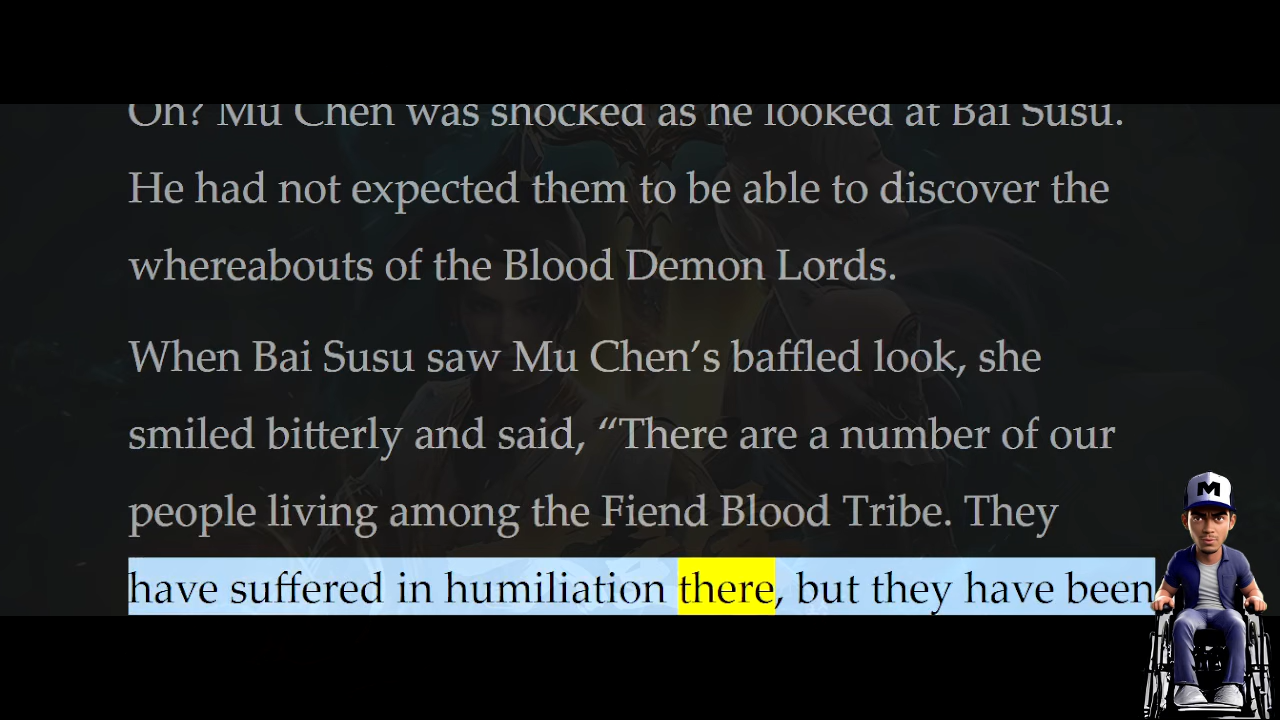 Oh? Mu Chen was shocked as he looked at Bai Susu.
He had not expected them to be able to discover the
whereabouts of the Blood Demon Lords.
When Bai Susu saw Mu Chen’s baffled look, she
smiled bitterly and said, “There are a number of our
people living among the Fiend Blood Tribe. They
have suffered in humiliation there, but they have been
M